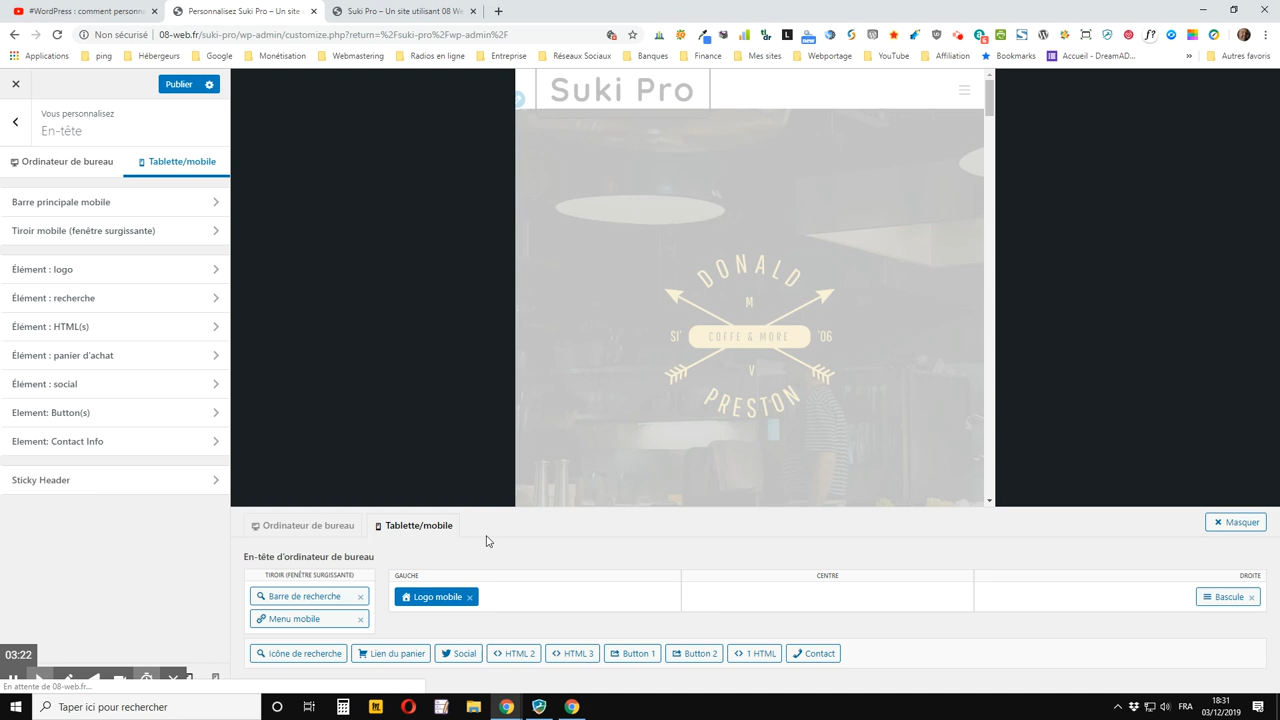 #WordPress : comment personna
Personnalisez Suki Pro – Un site
Suki Pro – Un site utilisant 08 We
Non sécurisé
08-web.fr/suki-pro/wp-admin/customize.php?return=%2Fsuki-pro%2Fwp-admin%2F
Applications
ping
Hébergeurs
Google
Monétisation
Webmastering
Radios en ligne
Entreprise
Réseaux Sociaux
Banques
Finance
Mes sites
Webportage
YouTube
Affiliation
Bookmarks
Accueil - DreamAD...
»
Autres favoris
Publier
Vous personnalisez
En-tête
Ordinateur de bureau
Tablette/mobile
Barre principale mobile
Tiroir mobile (fenêtre surgissante)
Élément : logo
Élément : recherche
Élément : HTML(s)
Élément : panier d'achat
Élément : social
Element: Button(s)
Element: Contact Info
Sticky Header
Suki Pro
DONALD
M
SI'
COFFE & MORE
'06
V
PRESTON
Ordinateur de bureau
Tablette/mobile
Masquer
En-tête d'ordinateur de bureau
TIROIR (FENÊTRE SURGISSANTE)
GAUCHE
CENTRE
DROITE
Barre de recherche
Menu mobile
Logo mobile
Bascule
Icône de recherche
Lien du panier
Social
HTML 2
HTML 3
Button 1
Button 2
1 HTML
Contact
03:22
En attente de 08-web.fr...
Taper ici pour rechercher
FRA
18:31
03/12/2019